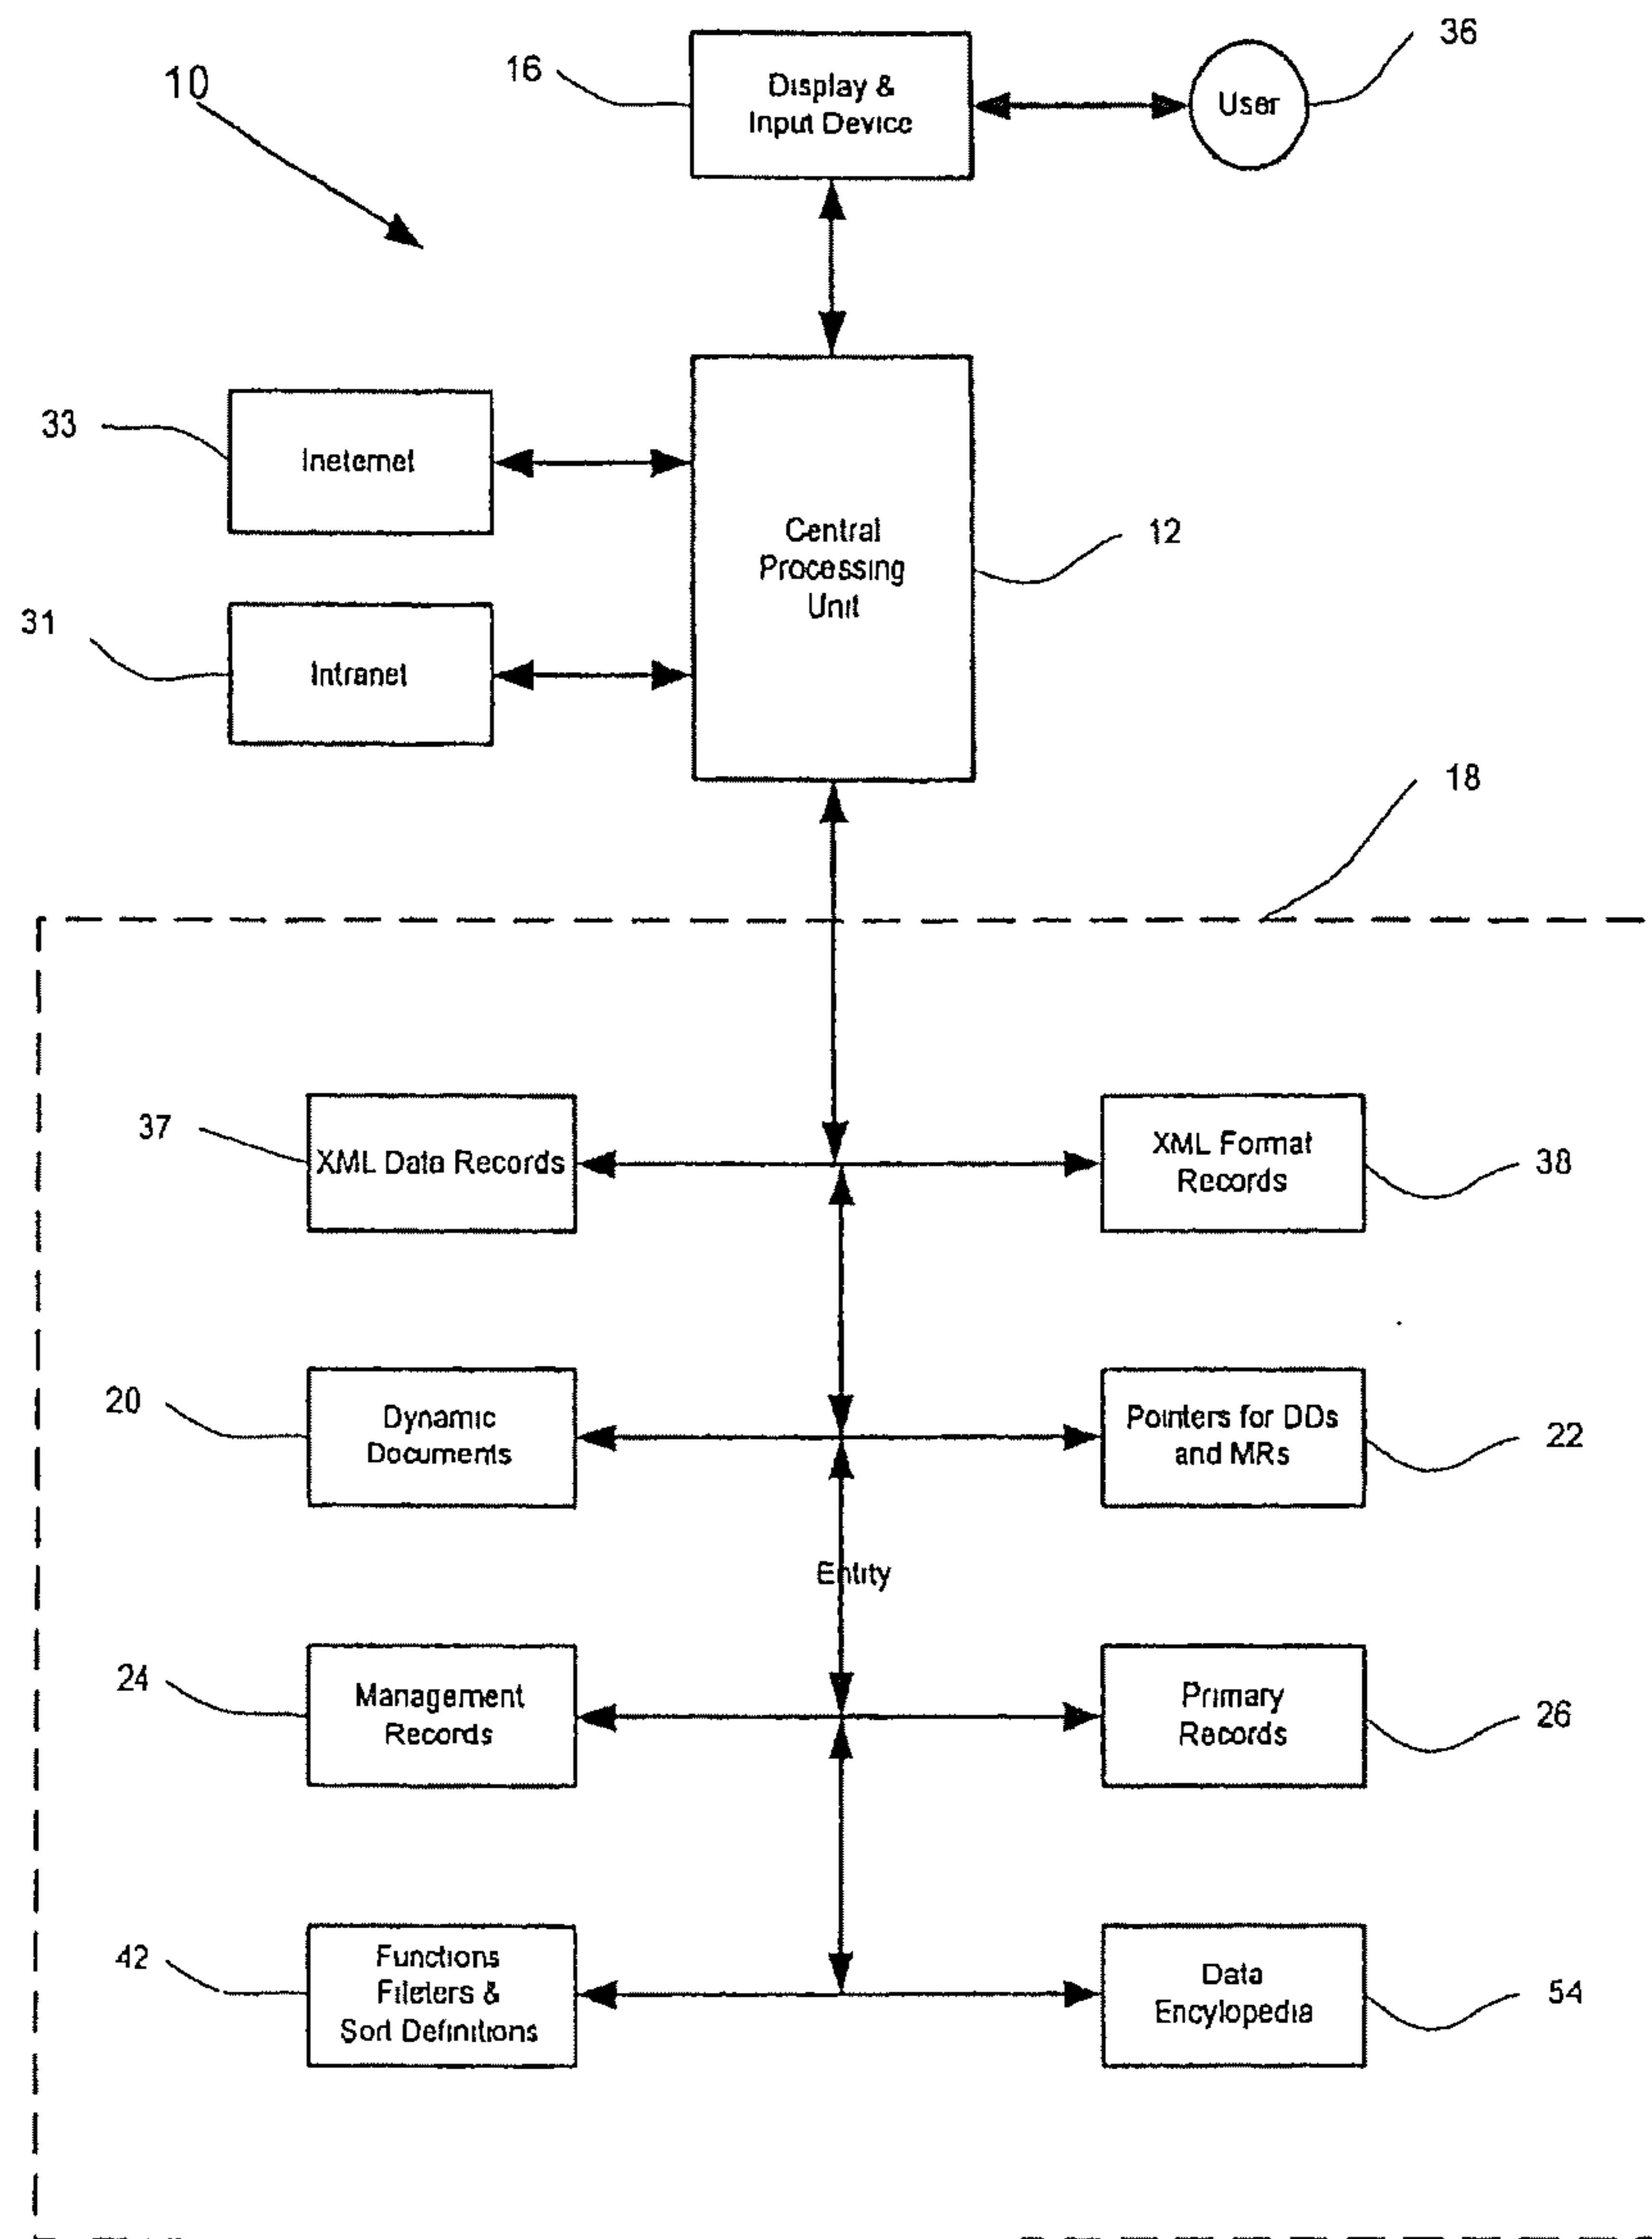 36
16
Display &
Input Device
User
10
33
Ineternet
Central
Processing
Unit
12
31
Intranet
18
37
XML Data Records
XML Format
Records
38
20
Dynamic
Documents
Pointers for DDs
and MRs
22
Entity
24
Management
Records
Primary
Records
26
42
Functions
Fileters &
Sort Definitions
Data
Encylopedia
54